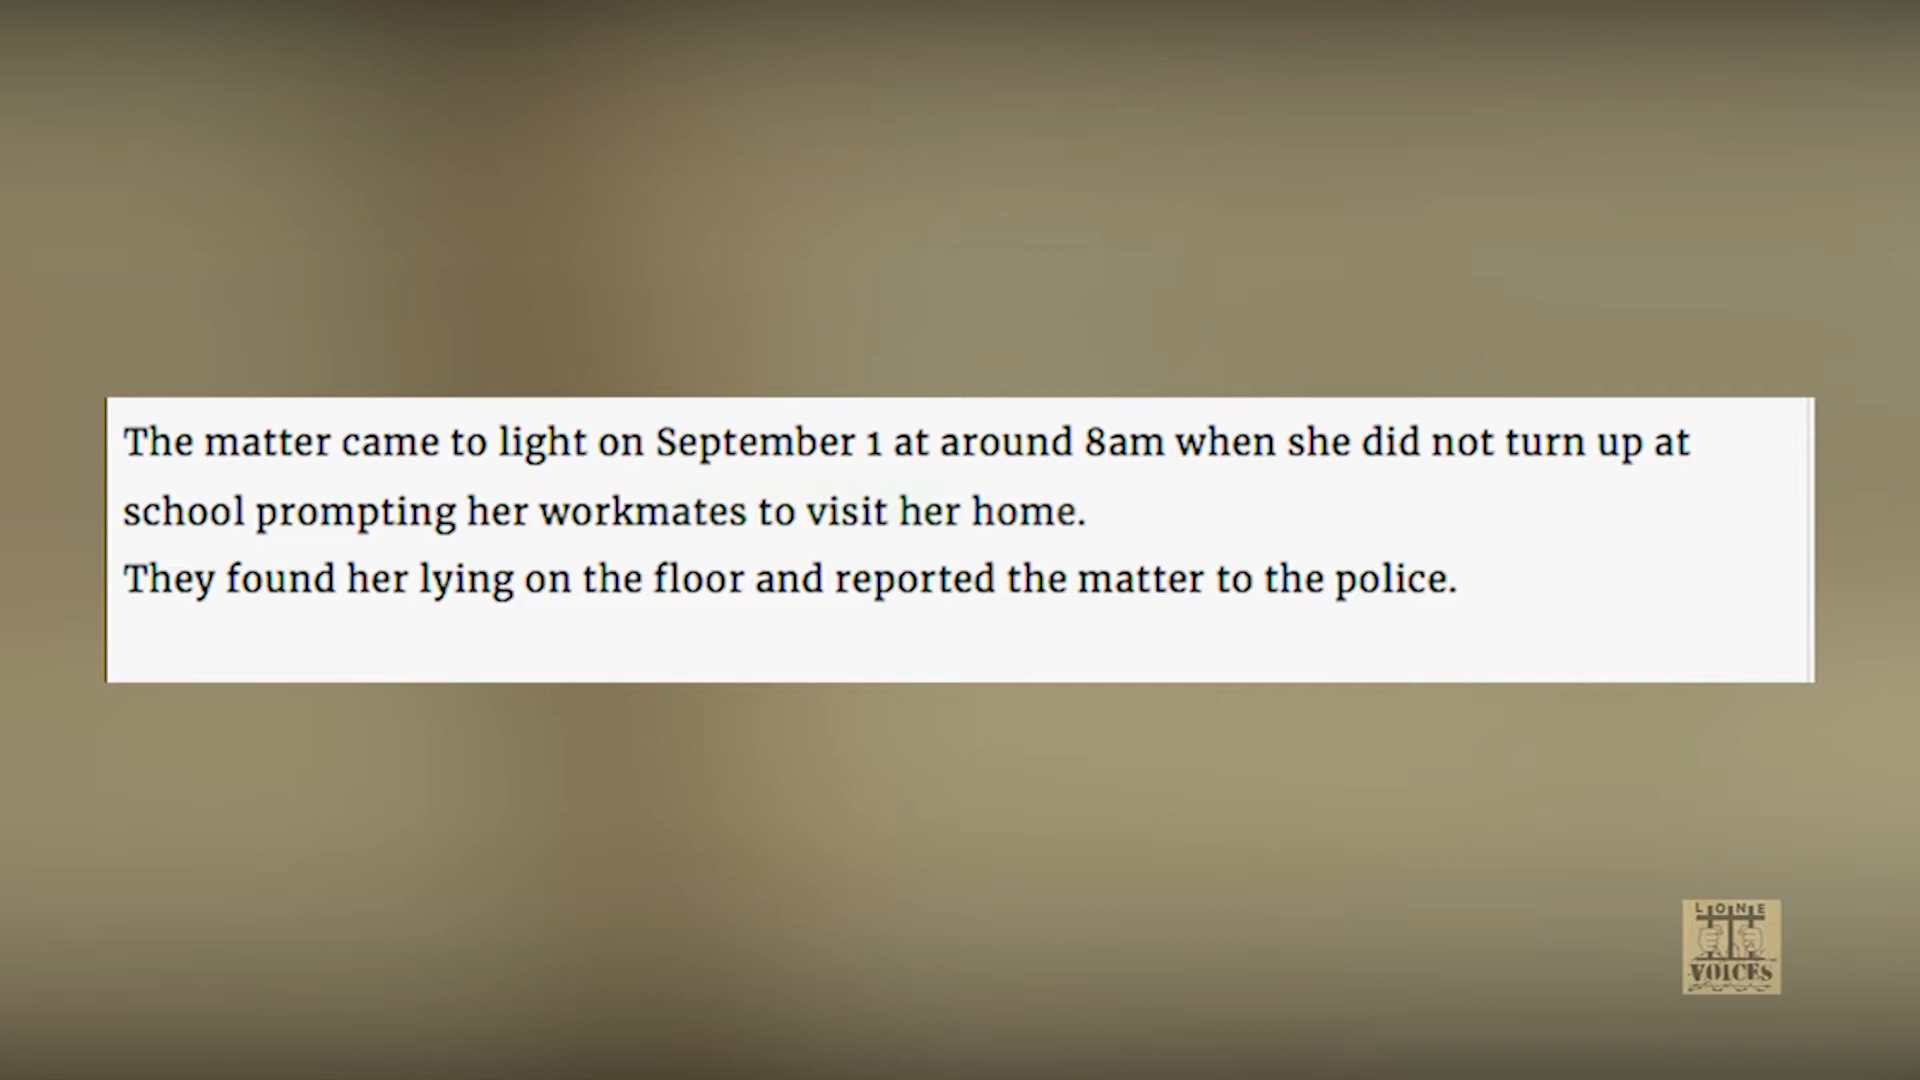 The matter came to light on September 1 at around 8am when she did not turn up at
school prompting her workmates to visit her home.
They found her lying on the floor and reported the matter to the police.
LONE
VOICES